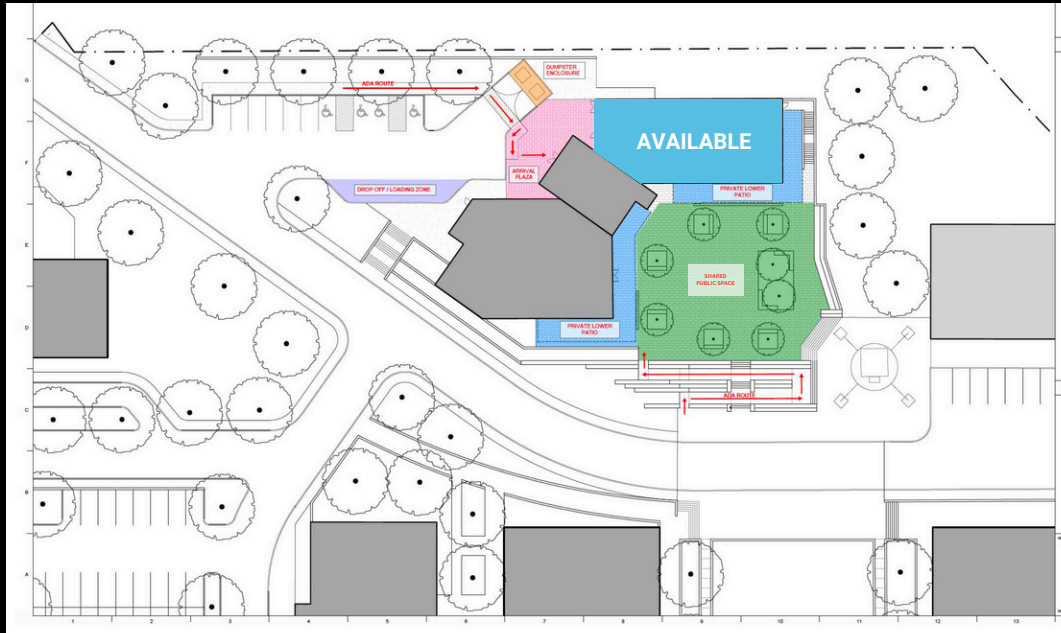 G
F
E
D
C
B
A
DUMPSTER
ENCLOSURE
ADA ROUTE
AVAILABLE
ARRIVAL
PLAZA
DROP OFF / LOADING ZONE
PRIVATE LOWER
PATIO
SHARED
PUBLIC SPACE
PRIVATE LOWER
PATIO
ADA ROUTE
1 2 3 4 5 6 7 8 9 10 11 12 13